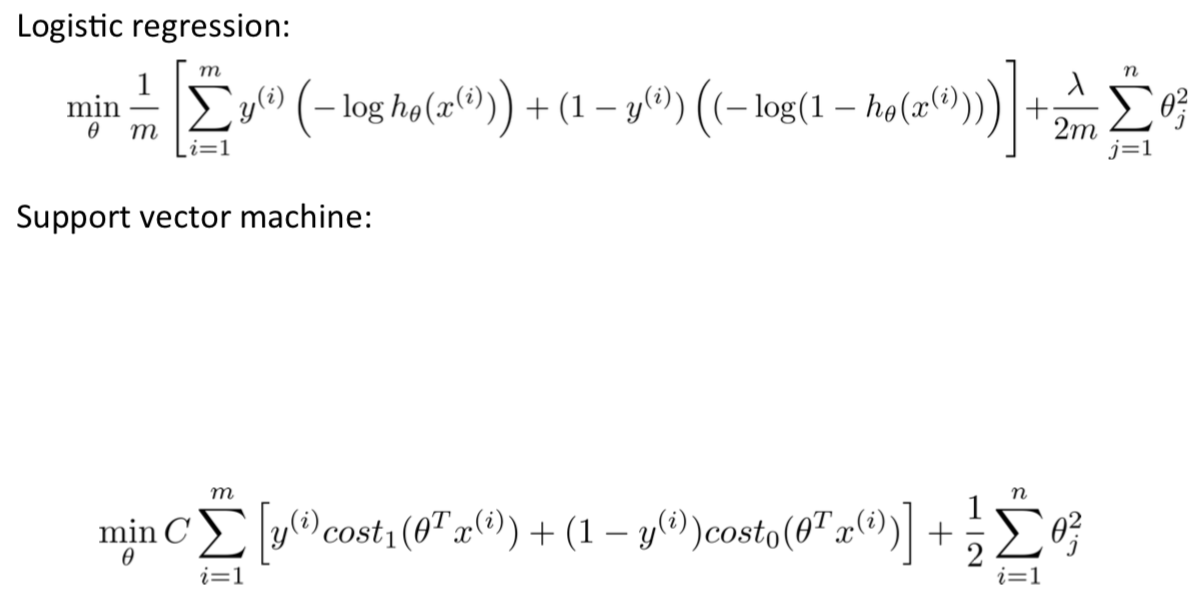 Logistic regression:
\min_{\theta} \frac{1}{m} \left[ \sum_{i=1}^{m} y^{(i)} \left( -\log h_\theta(x^{(i)}) \right) + (1 - y^{(i)}) \left( (-\log(1 - h_\theta(x^{(i)}))) \right) \right] + \frac{\lambda}{2m} \sum_{j=1}^{n} \theta_j^2
Support vector machine:
\min_{\theta} C \sum_{i=1}^{m} \left[ y^{(i)} cost_1(\theta^T x^{(i)}) + (1 - y^{(i)}) cost_0(\theta^T x^{(i)}) \right] + \frac{1}{2} \sum_{i=1}^{n} \theta_j^2